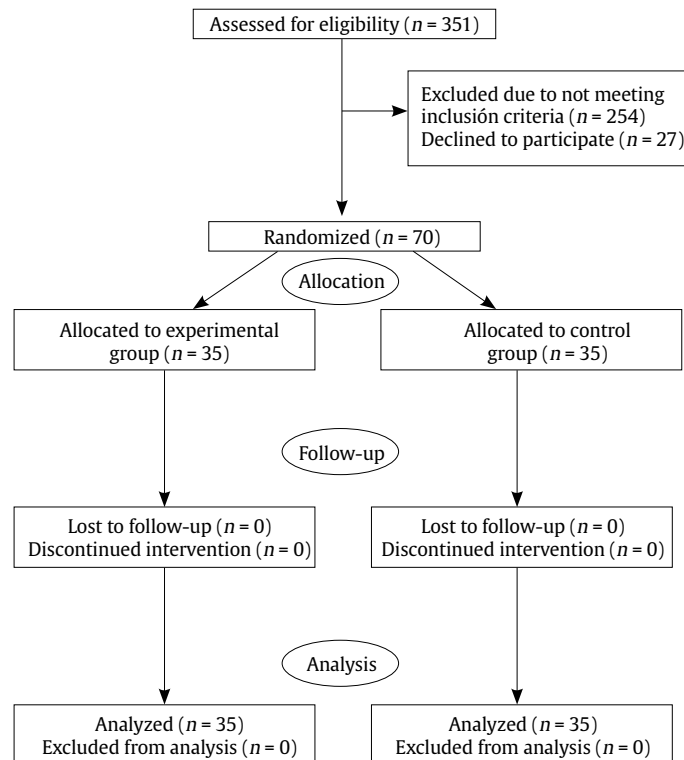 Assessed for eligibility (n = 351)
Excluded due to not meeting
inclusión criteria (n = 254)
Declined to participate (n = 27)
Randomized (n = 70)
Allocation
Allocated to experimental
group (n = 35)
Allocated to control
group (n = 35)
Follow-up
Lost to follow-up (n = 0)
Discontinued intervention (n = 0)
Lost to follow-up (n = 0)
Discontinued intervention (n = 0)
Analysis
Analyzed (n = 35)
Excluded from analysis (n = 0)
Analyzed (n = 35)
Excluded from analysis (n = 0)